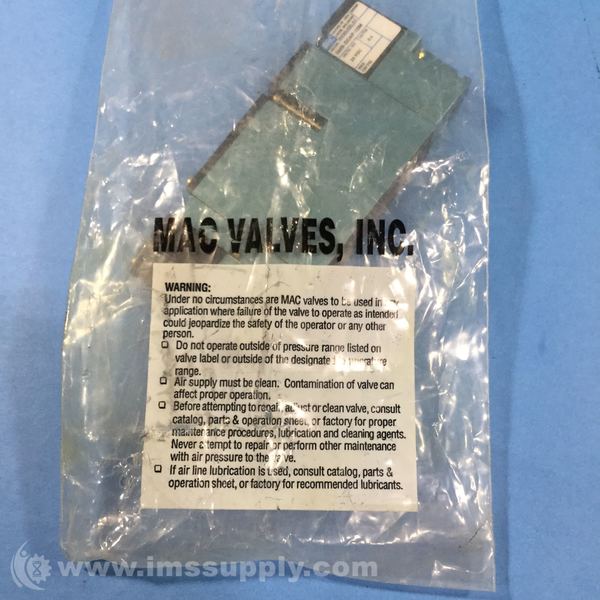 MAC VALVES, INC.
WARNING:
Under no circumstances are MAC valves to be used in any
application where failure of the valve to operate as intended
could jeopardize the safety of the operator or any other
person.
Do not operate outside of pressure range listed on
valve label or outside of the designated temperature
range.
Air supply must be clean. Contamination of valve can
affect proper operation.
Before attempting to repair, adjust or clean valve, consult
catalog, parts & operation sheet, or factory for proper
maintenance procedures, lubrication and cleaning agents.
Never attempt to repair or perform other maintenance
with air pressure to the valve.
If air line lubrication is used, consult catalog, parts &
operation sheet, or factory for recommended lubricants.
www.imssupply.com